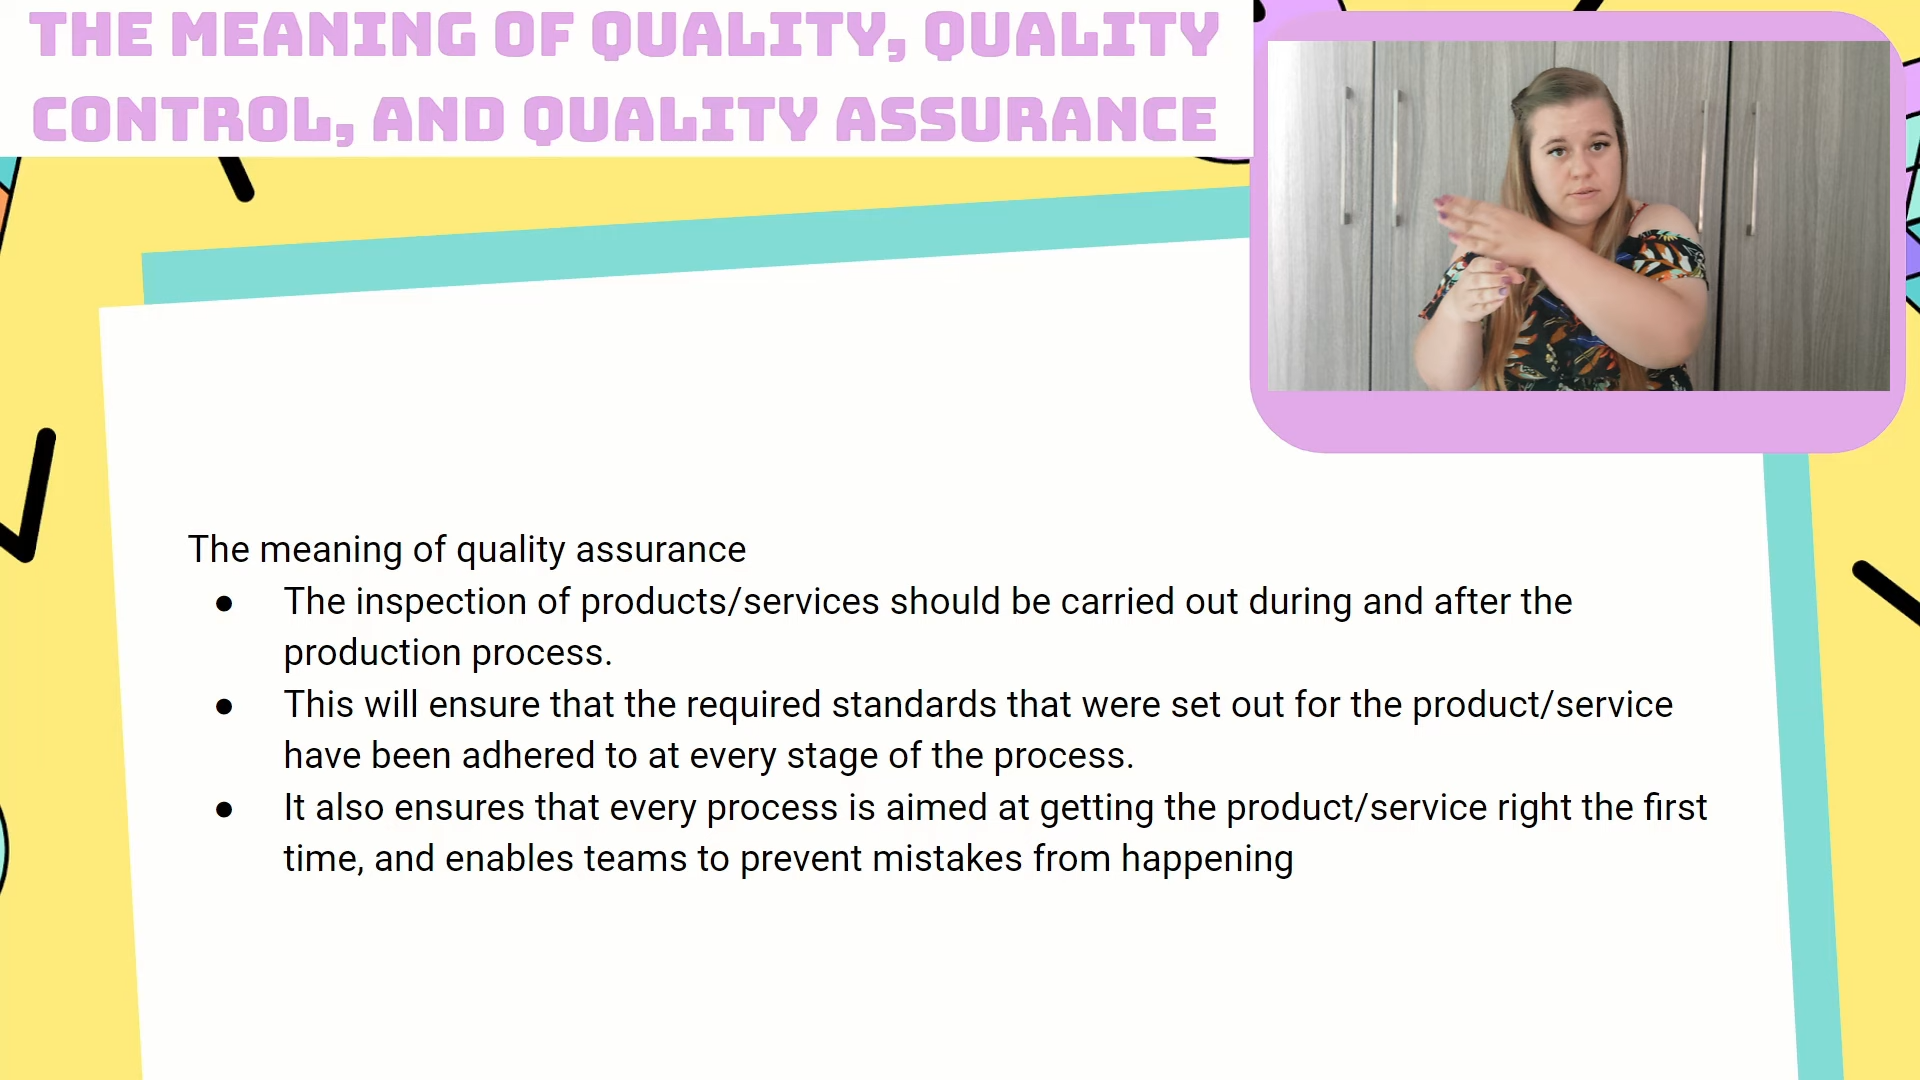 THE MEANING OF QUALITY, QUALITY
CONTROL, AND QUALITY ASSURANCE
The meaning of quality assurance
● The inspection of products/services should be carried out during and after the
production process.
● This will ensure that the required standards that were set out for the product/service
have been adhered to at every stage of the process.
● It also ensures that every process is aimed at getting the product/service right the first
time, and enables teams to prevent mistakes from happening